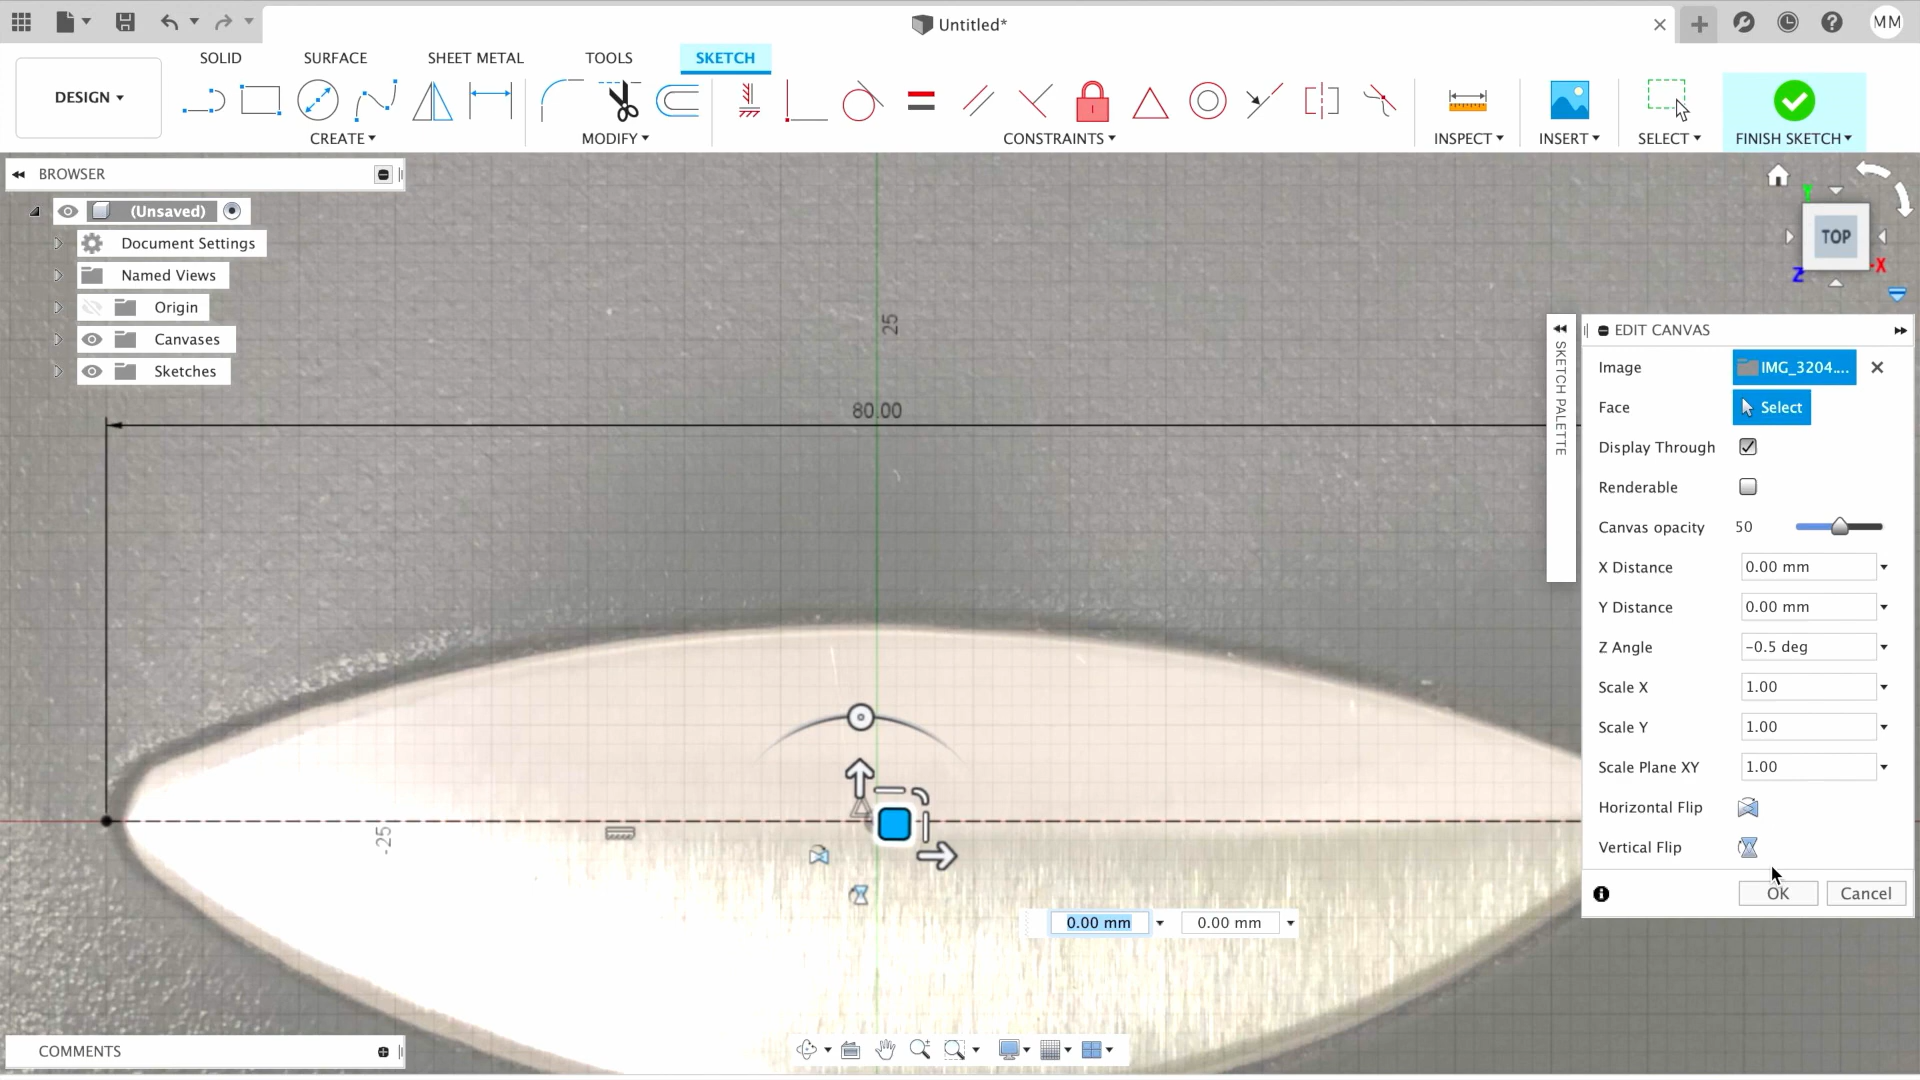 Untitled*
MM
SOLID SURFACE SHEET METAL TOOLS SKETCH
DESIGN
CREATE MODIFY CONSTRAINTS INSPECT INSERT SELECT FINISH SKETCH
BROWSER
(Unsaved)
Document Settings
Named Views
Origin
Canvases
Sketches
TOP
Y
Z
-X
25
80.00
-25
SKETCH PALETTE
EDIT CANVAS
Image IMG_3204....
Face Select
Display Through
Renderable
Canvas opacity 50
X Distance 0.00 mm
Y Distance 0.00 mm
Z Angle -0.5 deg
Scale X 1.00
Scale Y 1.00
Scale Plane XY 1.00
Horizontal Flip
Vertical Flip
OK Cancel
0.00 mm 0.00 mm
COMMENTS